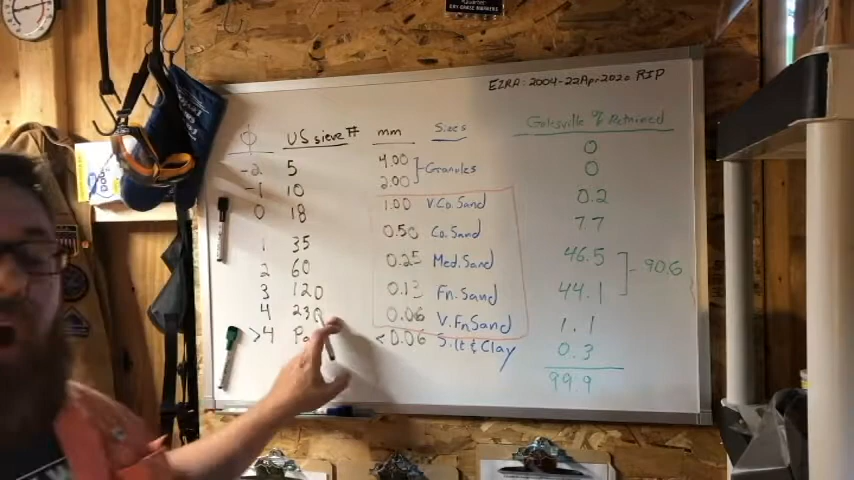 EZRA: 2004-22Apr2020 RIP
ϕ US sieve # mm Sizes Galesville % Retained
-2 5 4.00 Granules 0
-1 10 2.00 0
0 18 1.00 V.Co.Sand 0.2
1 35 0.50 Co.Sand 7.7
2 60 0.25 Med.Sand 46.5 90.6
3 120 0.13 Fn.Sand 44.1
4 230 0.06 V.FnSand 1.1
>4 <0.06 Silt & Clay 0.3
99.9